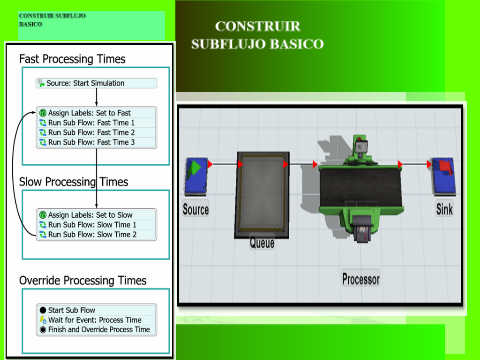 CONSTRUIR SUBFLUJO
BASICO
CONSTRUIR
SUBFLUJO BASICO
Fast Processing Times
Source: Start Simulation
Assign Labels: Set to Fast
Run Sub Flow: Fast Time 1
Run Sub Flow: Fast Time 2
Run Sub Flow: Fast Time 3
Slow Processing Times
Assign Labels: Set to Slow
Run Sub Flow: Slow Time 1
Run Sub Flow: Slow Time 2
Override Processing Times
Start Sub Flow
Wait for Event: Process Time
Finish and Override Process Time
Source
Queue
Processor
Sink